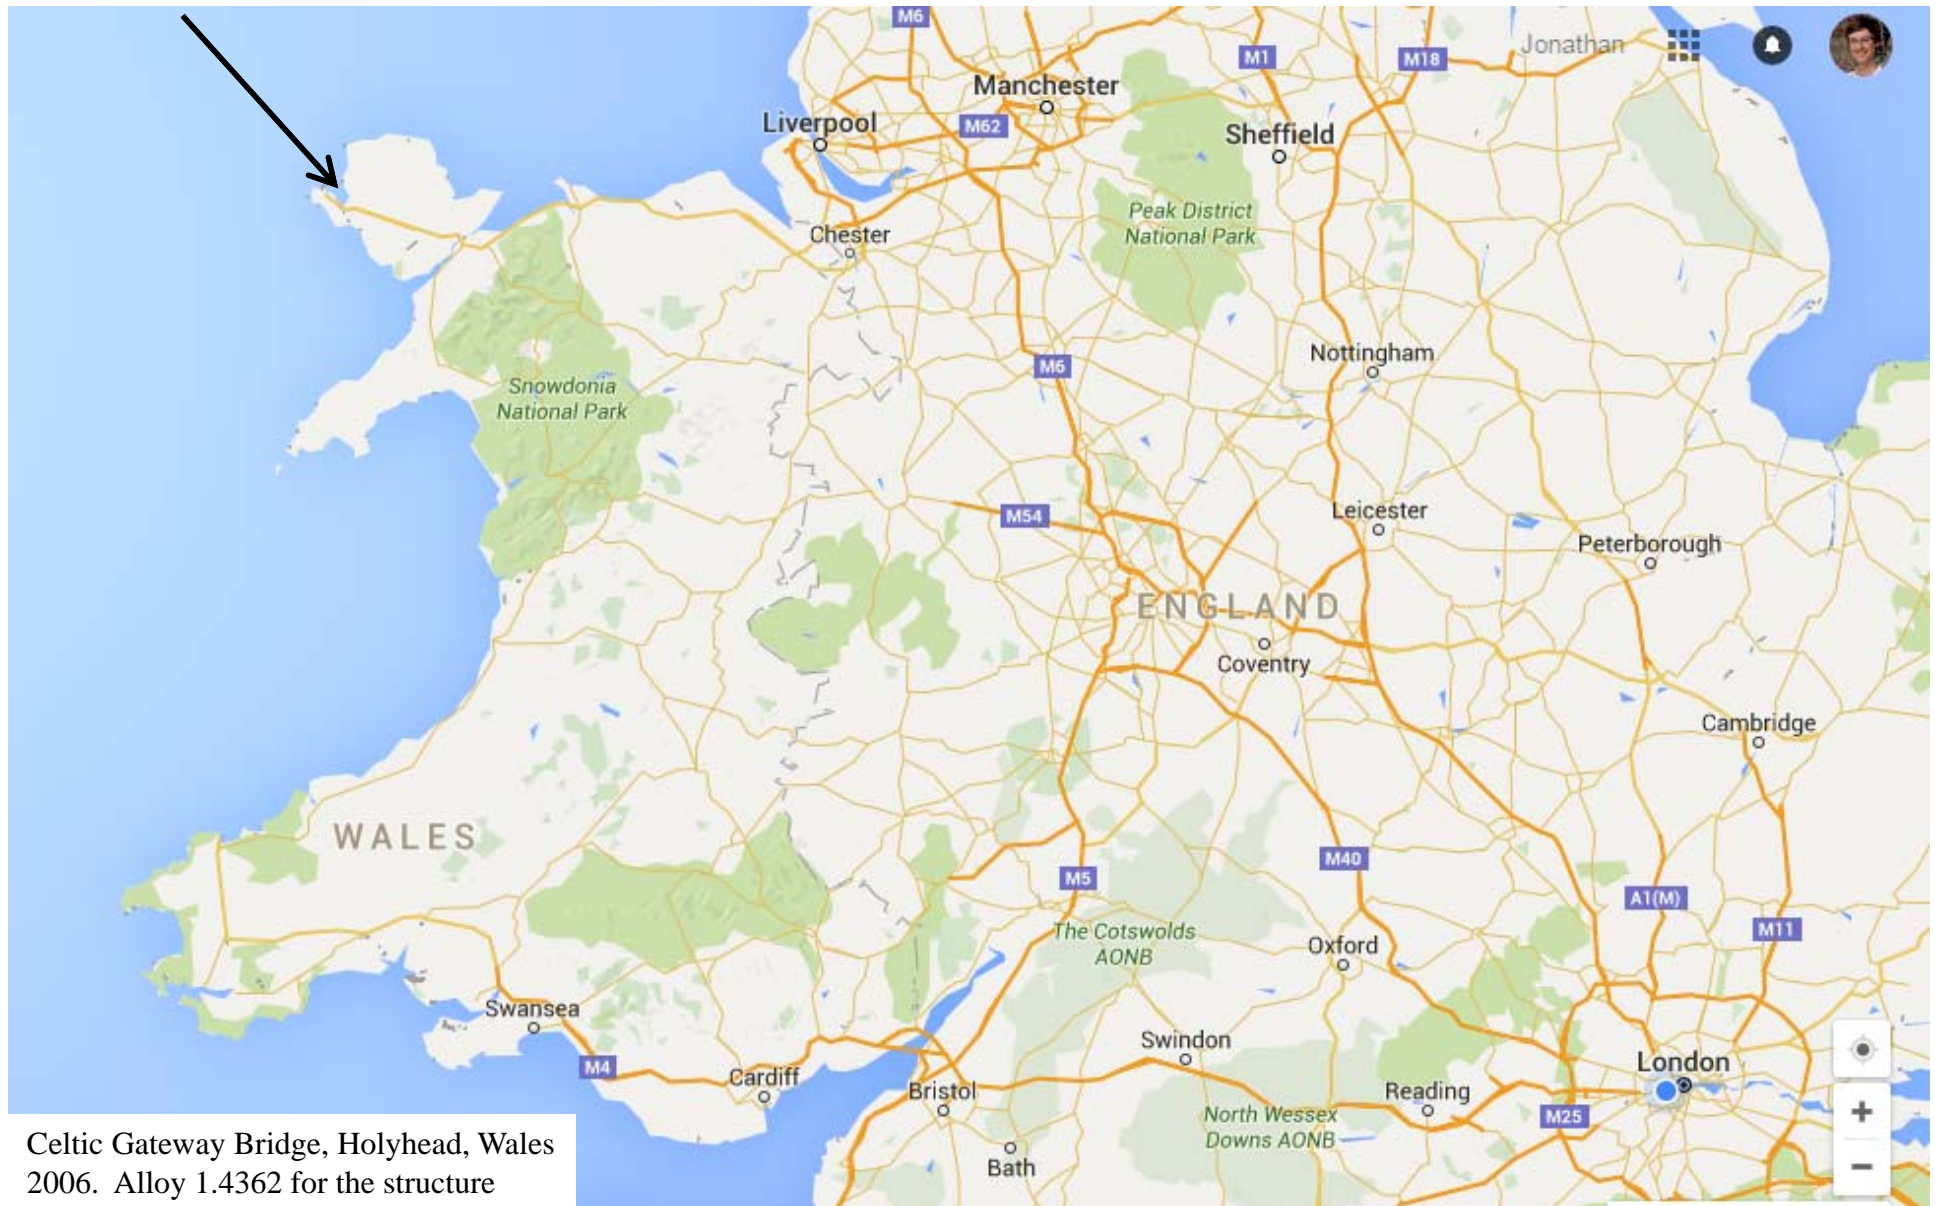 M6
M1
M18
Jonathan
Manchester
Liverpool
M62
Sheffield
Peak District
National Park
Chester
Nottingham
M6
Snowdonia
National Park
M54
Leicester
Peterborough
ENGLAND
Coventry
Cambridge
WALES
M40
M5
A1(M)
M11
The Cotswolds
AONB
Oxford
Swansea
Swindon
London
M4
Cardiff
Bristol
Reading
North Wessex
Downs AONB
M25
Bath
Celtic Gateway Bridge, Holyhead, Wales
2006.  Alloy 1.4362 for the structure